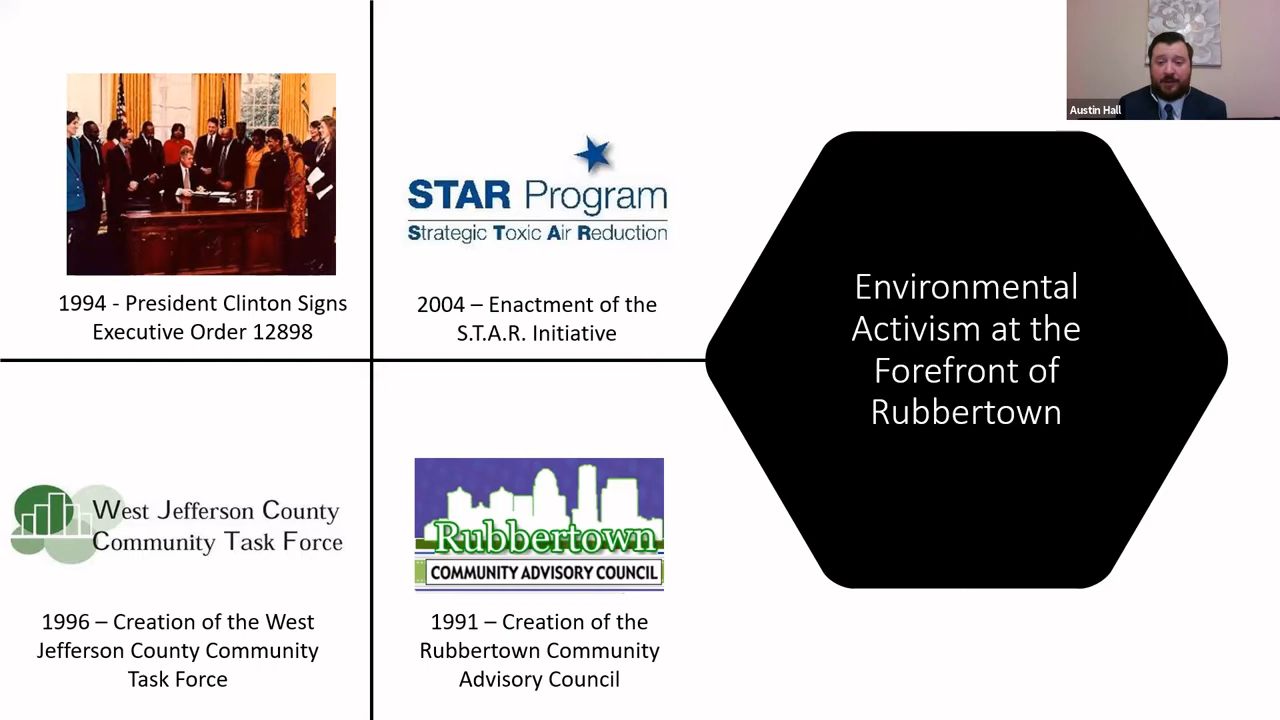 Austin Hall
STAR Program
Strategic Toxic Air Reduction
1994 - President Clinton Signs
Executive Order 12898
2004 – Enactment of the
S.T.A.R. Initiative
Environmental
Activism at the
Forefront of
Rubbertown
West Jefferson County
Community Task Force
Rubbertown
COMMUNITY ADVISORY COUNCIL
1996 – Creation of the West
Jefferson County Community
Task Force
1991 – Creation of the
Rubbertown Community
Advisory Council